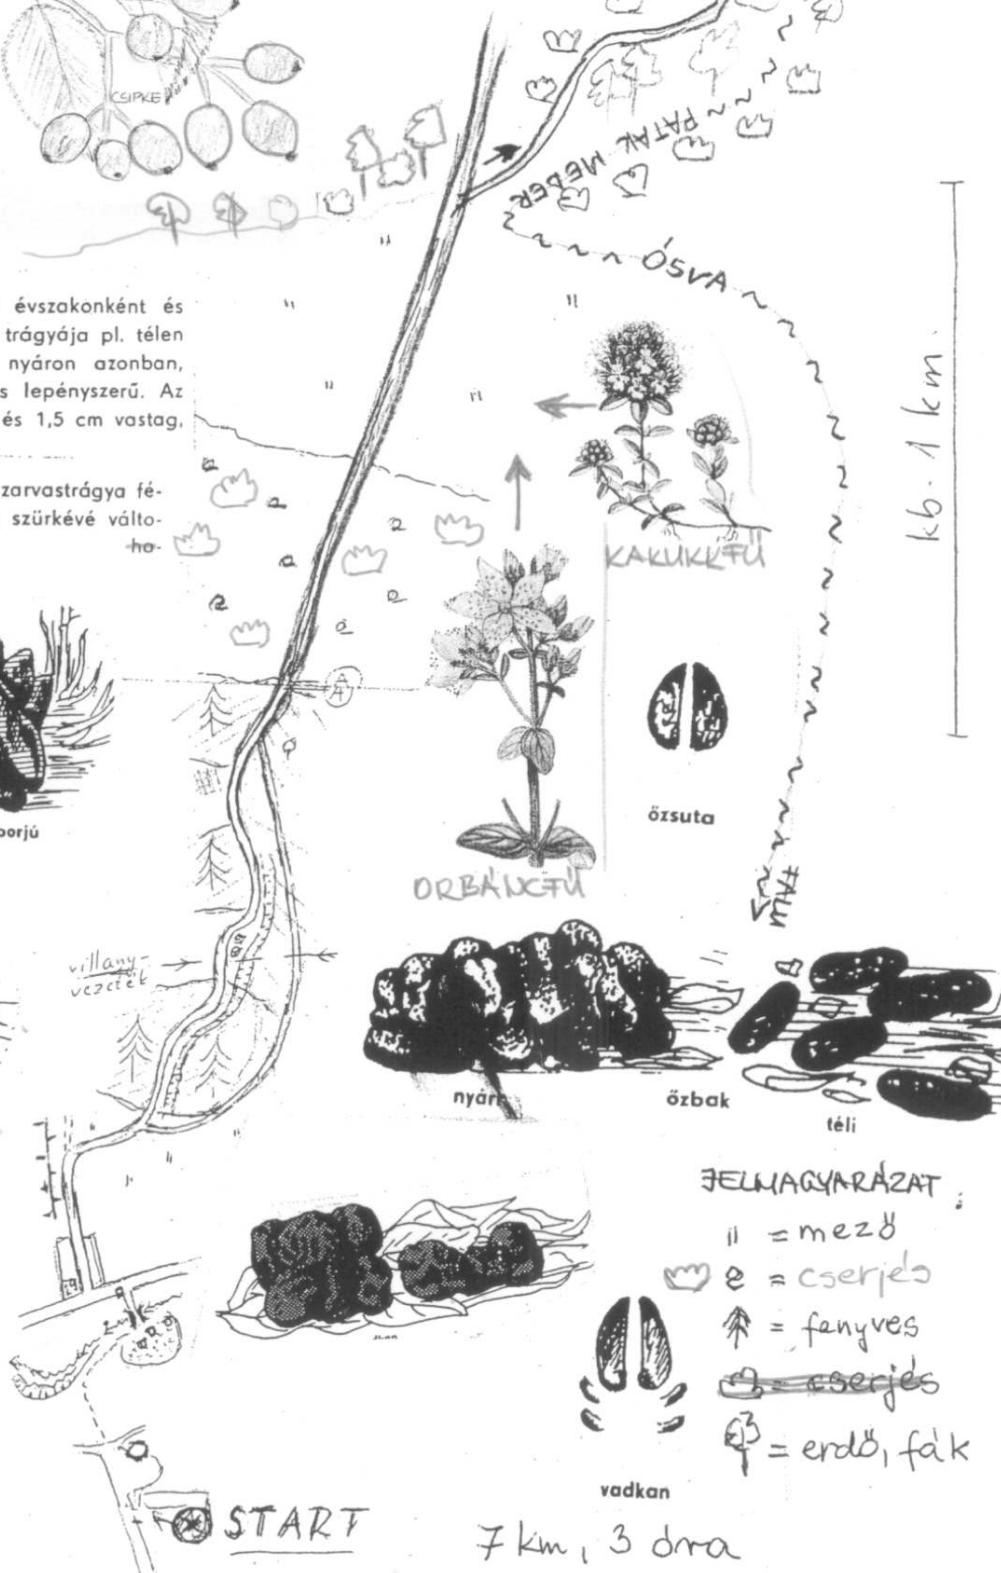 CSIPKE
PATAK MEDER
ÓSVA
évszakonként és
trágyája pl. télen
nyáron azonban,
s lepényszerű. Az
és 1,5 cm vastag,
zarvastrágya fé-
szürkévé válto-
ho-
kb. 1 km.
KAKUKKFŰ
ORBÁNCFŰ
őzsuta
borjú
villany-
vezeték
nyári
őzbak
téli
JELMAGYARÁZAT:
= mező
= cserjés
= fenyves
= cserjés
= erdő, fák
vadkan
START
7 km, 3 óra